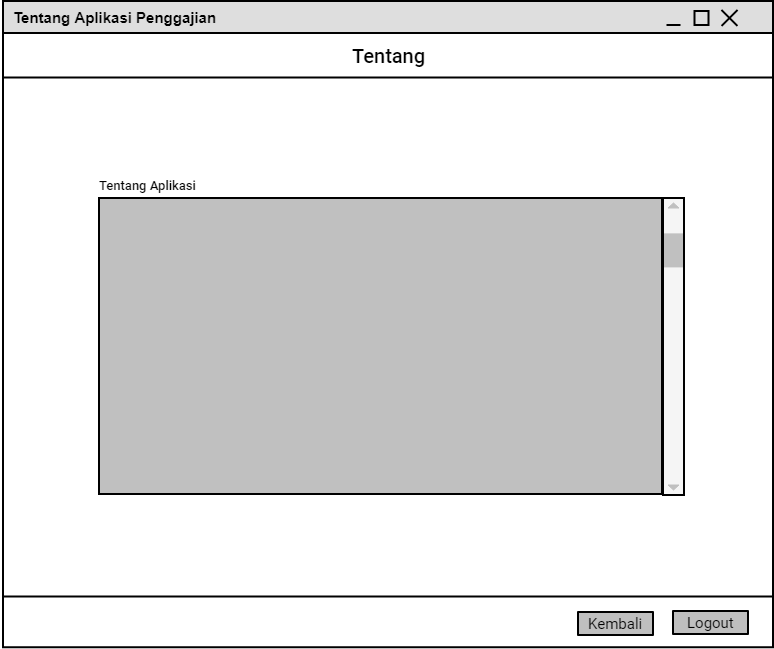 Tentang Aplikasi Penggajian
Tentang
Tentang Aplikasi
Kembali
Logout